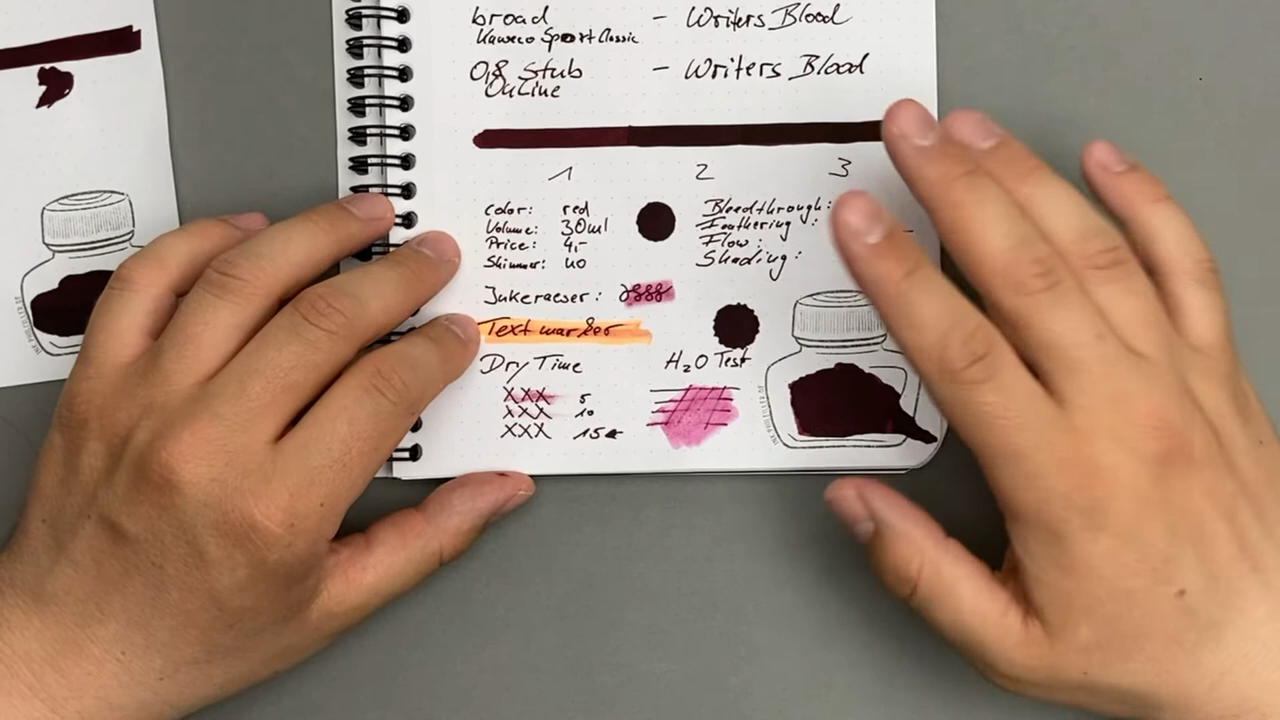 broad - Writers Blood
Kaweco Sport Classic
0,8 Stub - Writers Blood
OnLine
1 2 3
Color: red
Volume: 30ml
Price: 4,-
Shimmer: no
Bleedthrough:
Feathering:
Flow:
Shading:
Inkeraeser:
Textmarker
Dry Time
H₂O Test
XXX 5
XXX 10
XXX 15